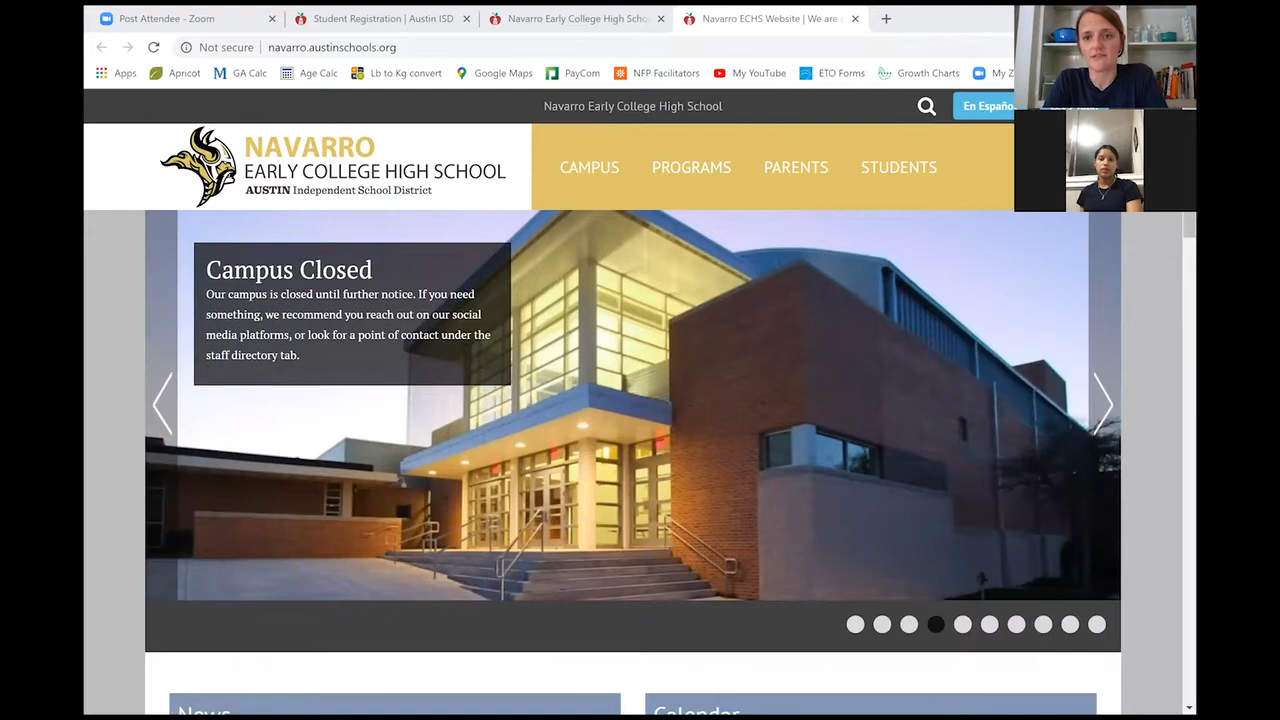 Post Attendee - Zoom
Student Registration | Austin ISD
Navarro Early College High Schoo
Navarro ECHS Website | We are
Not secure
navarro.austinschools.org
Apps
Apricot
GA Calc
Age Calc
Lb to Kg convert
Google Maps
PayCom
NFP Facilitators
My YouTube
ETO Forms
Growth Charts
My Z
Navarro Early College High School
En Españo
NAVARRO
EARLY COLLEGE HIGH SCHOOL
AUSTIN Independent School District
CAMPUS
PROGRAMS
PARENTS
STUDENTS
Campus Closed
Our campus is closed until further notice. If you need
something, we recommend you reach out on our social
media platforms, or look for a point of contact under the
staff directory tab.
News
Calendar